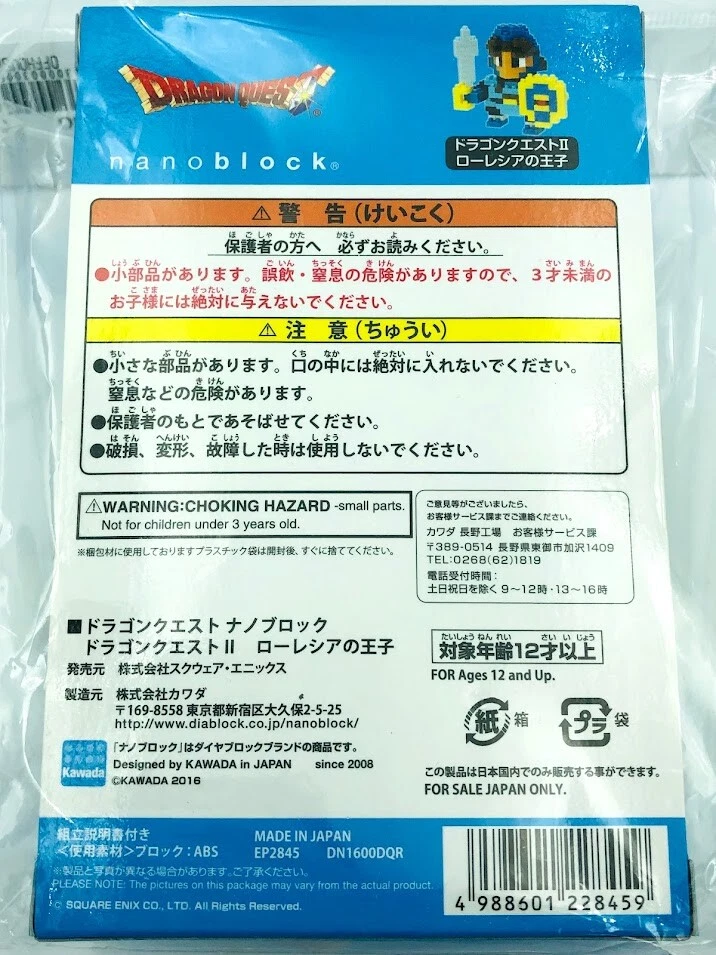 DRAGON QUEST®
nanoblock®
ドラゴンクエストII
ローレシアの王子
⚠ 警 告(けいこく)
保護者の方へ 必ずお読みください。
●小部品があります。誤飲・窒息の危険がありますので、3才未満の
お子様には絶対に与えないでください。
⚠ 注 意(ちゅうい)
●小さな部品があります。口の中には絶対に入れないでください。
窒息などの危険があります。
●保護者のもとであそばせてください。
●破損、変形、故障した時は使用しないでください。
⚠WARNING:CHOKING HAZARD -small parts.
Not for children under 3 years old.
※梱包材に使用しておりますプラスチック袋は開封後、すぐに捨ててください。
ご意見等がございましたら、
お客様サービス課までご連絡ください。
カワダ 長野工場 お客様サービス課
〒389-0514 長野県東御市加沢1409
TEL:0268(62)1819
電話受付時間:
土日祝日を除く 9~12時・13~16時
■ドラゴンクエスト ナノブロック
ドラゴンクエストII ローレシアの王子
発売元 株式会社スクウェア・エニックス
製造元 株式会社カワダ
〒169-8558 東京都新宿区大久保2-5-25
http://www.diablock.co.jp/nanoblock/
対象年齢12才以上
FOR Ages 12 and Up.
紙 箱
プラ 袋
Kawada
「ナノブロック」はダイヤブロックブランドの商品です。
Designed by KAWADA in JAPAN since 2008
©KAWADA 2016
この製品は日本国内でのみ販売する事ができます。
FOR SALE JAPAN ONLY.
組立説明書付き MADE IN JAPAN
<使用素材>ブロック:ABS EP2845 DN1600DQR
※製品と写真が異なる場合がありますが、ご了承ください。
PLEASE NOTE: The pictures on this package may vary from the actual product.
© SQUARE ENIX CO., LTD. All Rights Reserved.
4 988601 228459